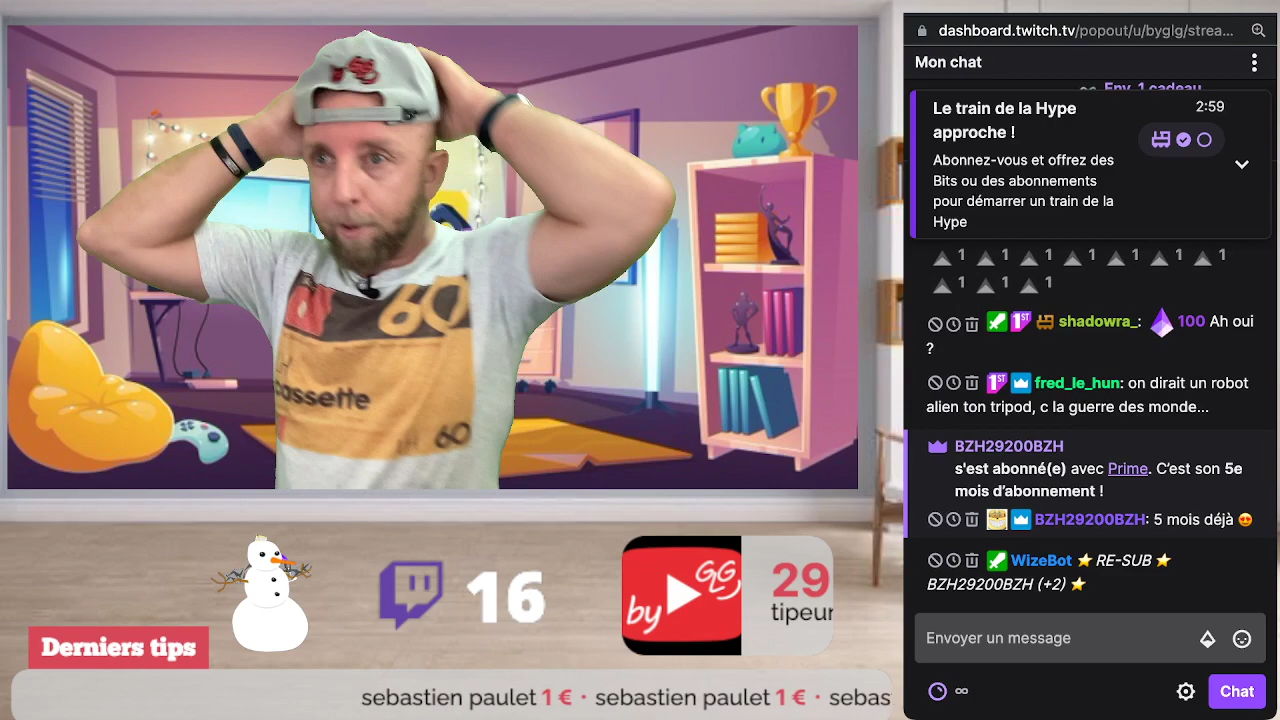 60
cassette
60
Derniers tips
16
by GG
29
tipeur
sebastien paulet 1 € · sebastien paulet 1 € · sebas
dashboard.twitch.tv/popout/u/byglg/strea...
Mon chat
Le train de la Hype approche !
2:59
Abonnez-vous et offrez des
Bits ou des abonnements
pour démarrer un train de la
Hype
1 1 1 1 1 1 1
1 1 1
1ST shadowra_: 100 Ah oui
?
1ST fred_le_hun: on dirait un robot
alien ton tripod, c la guerre des monde...
BZH29200BZH
s'est abonné(e) avec Prime. C'est son 5e
mois d'abonnement !
BZH29200BZH: 5 mois déjà 😍
WizeBot ⭐ RE-SUB ⭐
BZH29200BZH (+2) ⭐
Envoyer un message
∞
Chat